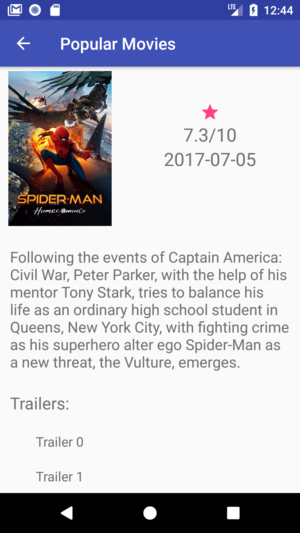 LTE 12:44
Popular Movies
SPIDER-MAN
HOMECOMING
7.3/10
2017-07-05
Following the events of Captain America:
Civil War, Peter Parker, with the help of his
mentor Tony Stark, tries to balance his
life as an ordinary high school student in
Queens, New York City, with fighting crime
as his superhero alter ego Spider-Man as
a new threat, the Vulture, emerges.
Trailers:
Trailer 0
Trailer 1